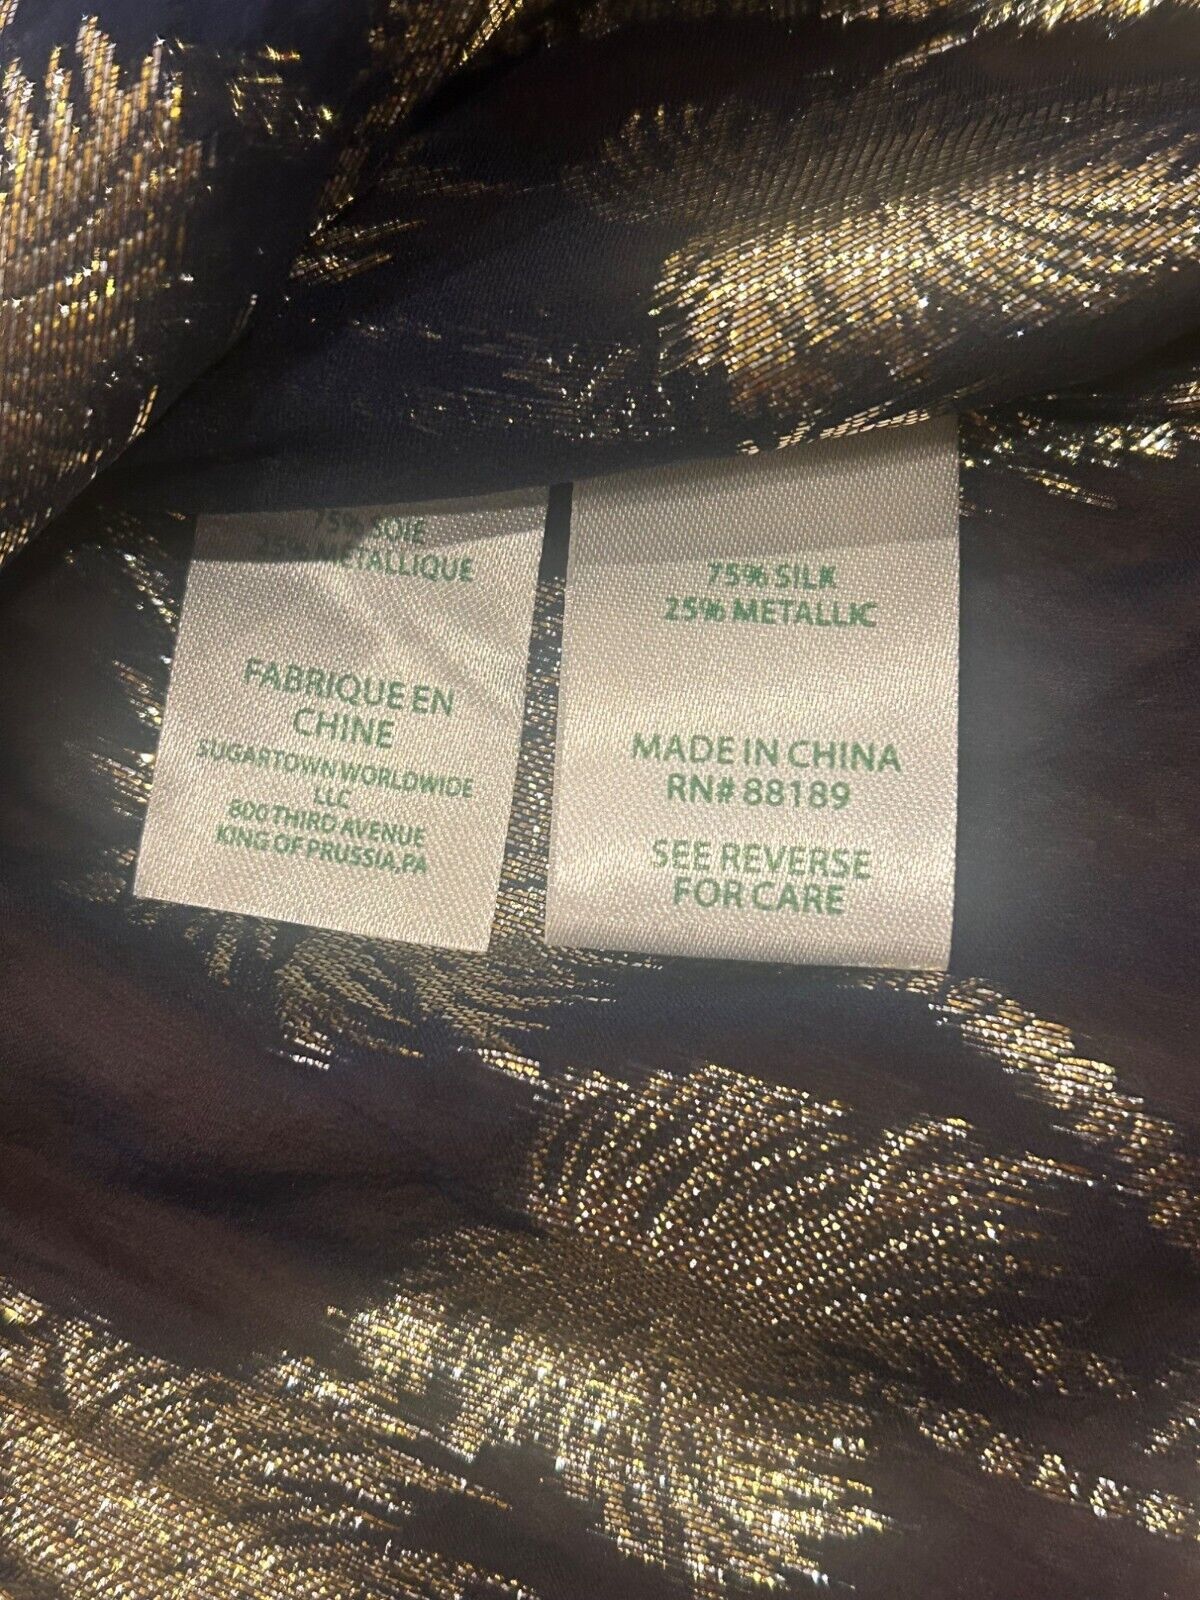 75% SOIE
25% METALLIQUE
FABRIQUE EN
CHINE
SUGARTOWN WORLDWIDE
LLC
800 THIRD AVENUE
KING OF PRUSSIA,PA
75% SILK
25% METALLIC
MADE IN CHINA
RN# 88189
SEE REVERSE
FOR CARE